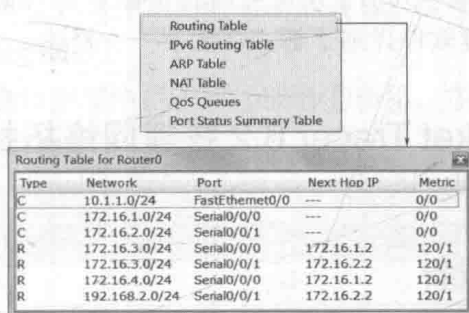 Routing Table
IPv6 Routing Table
ARP Table
NAT Table
QoS Queues
Port Status Summary Table
Routing Table for Router0
Type Network Port Next Hop IP Metric
C 10.1.1.0/24 FastEthernet0/0 --- 0/0
C 172.16.1.0/24 Serial0/0/0 --- 0/0
C 172.16.2.0/24 Serial0/0/1 --- 0/0
R 172.16.3.0/24 Serial0/0/0 172.16.1.2 120/1
R 172.16.3.0/24 Serial0/0/1 172.16.2.2 120/1
R 172.16.4.0/24 Serial0/0/0 172.16.1.2 120/1
R 192.168.2.0/24 Serial0/0/1 172.16.2.2 120/1